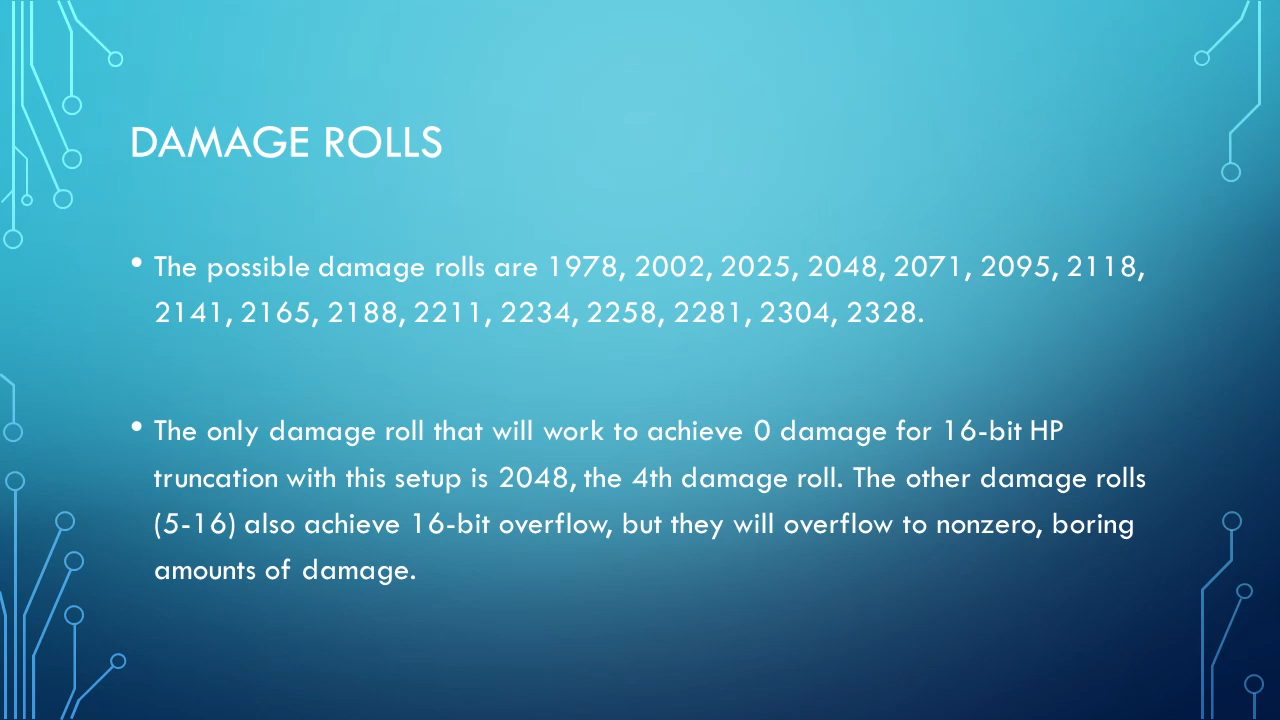 DAMAGE ROLLS
• The possible damage rolls are 1978, 2002, 2025, 2048, 2071, 2095, 2118,
2141, 2165, 2188, 2211, 2234, 2258, 2281, 2304, 2328.
• The only damage roll that will work to achieve 0 damage for 16-bit HP
truncation with this setup is 2048, the 4th damage roll. The other damage rolls
(5-16) also achieve 16-bit overflow, but they will overflow to nonzero, boring
amounts of damage.